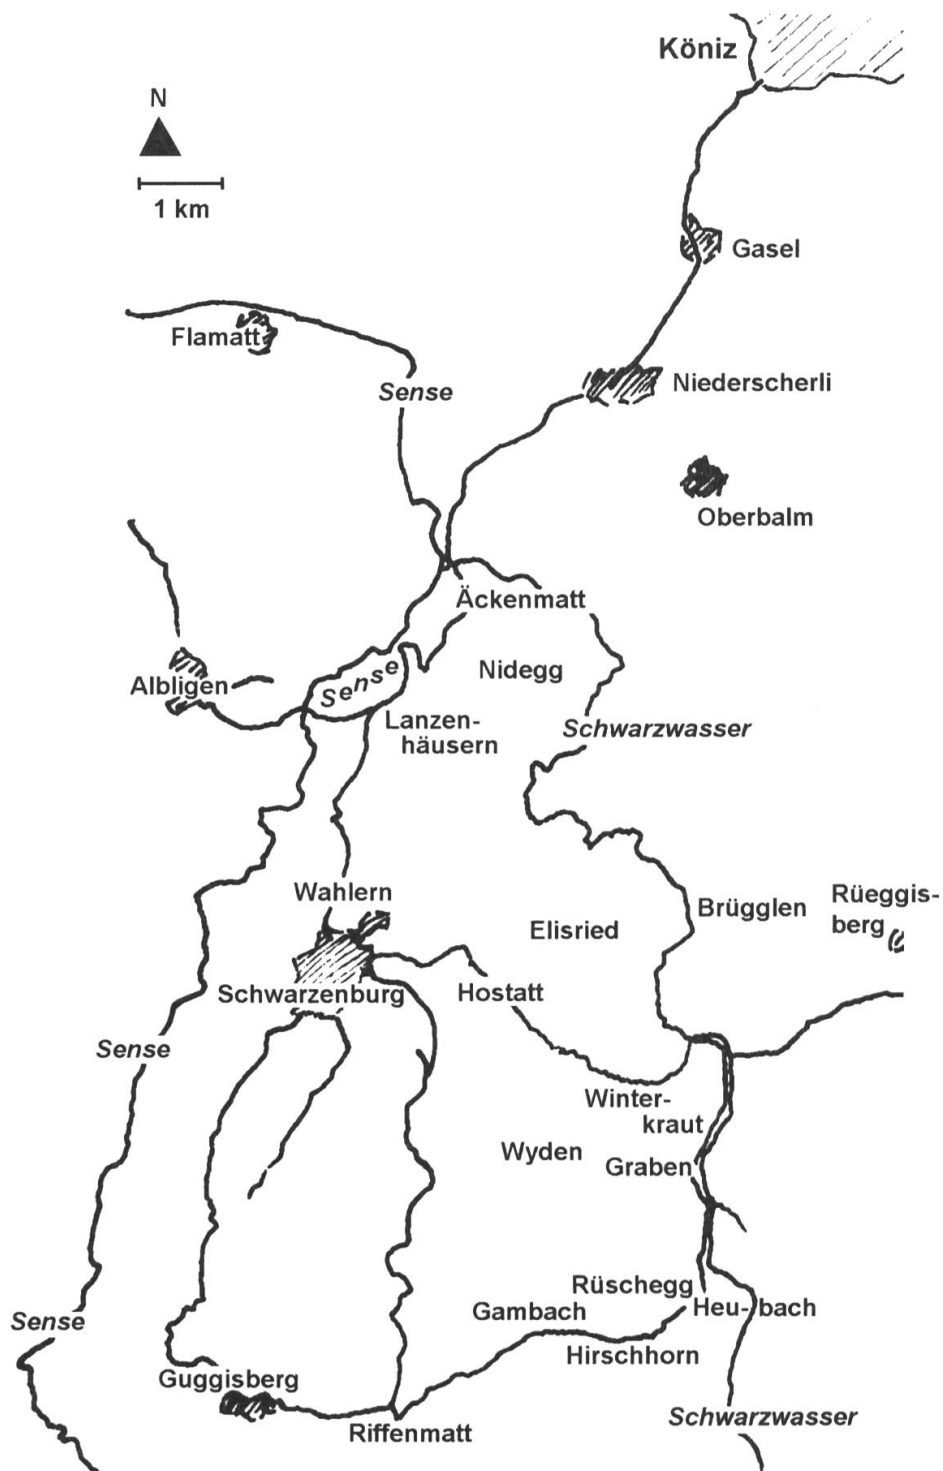 Köniz
N
1 km
Gasel
Flamatt
Niederscherli
Sense
Oberbalm
Äckenmatt
Nidegg
Sense
Albligen
Lanzen-
häusern
Schwarzwasser
Wahlern
Rüeggis-
berg
Brügglen
Elisried
Schwarzenburg
Hostatt
Sense
Winter-
kraut
Wyden
Graben
Rüschegg
Heu-bach
Gambach
Sense
Hirschhorn
Guggisberg
Schwarzwasser
Riffenmatt